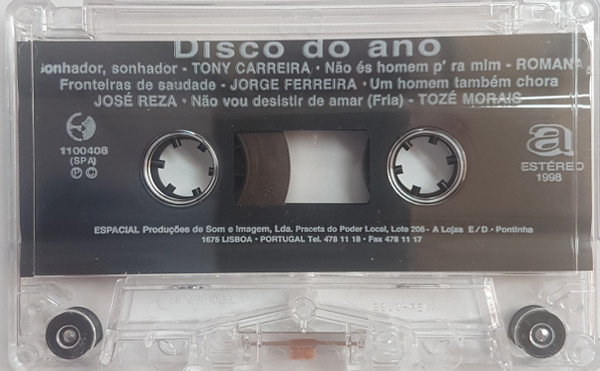 Disco do ano
onhador, sonhador - TONY CARREIRA • Não és homem p' ra mim - ROMANA
Fronteiras de saudade - JORGE FERREIRA • Um homem também chora
JOSÉ REZA • Não vou desistir de amar (Fria) - TOZÉ MORAIS
1100408
(SPA)
℗ ©
a
ESTÉREO
1998
ESPACIAL Produções de Som e Imagem, Lda. Praceta do Poder Local, Lote 206 - A Lojas E/D - Pontinha
1675 LISBOA • PORTUGAL Tel. 478 11 18 • Fax 478 11 17